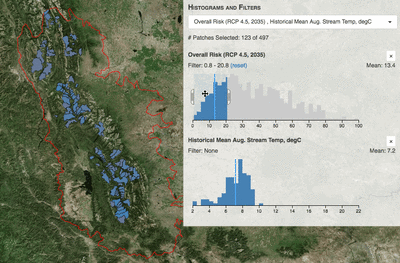 HISTOGRAMS AND FILTERS
Overall Risk (RCP 4.5, 2035) , Historical Mean Aug. Stream Temp, degC
# Patches Selected: 123 of 497
Overall Risk (RCP 4.5, 2035)
Filter: 0.8 - 20.8 (reset) Mean: 13.4
0 10 20 30 40 50 60 70 80 90 100
Historical Mean Aug. Stream Temp, degC
Filter: None Mean: 7.2
2 4 6 8 10 12 14 16 18 20 22